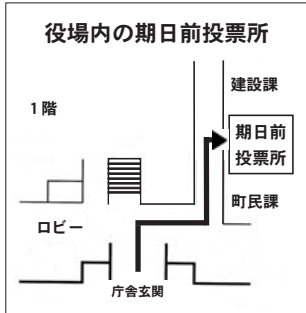 役場内の期日前投票所
建設課
1階
期日前
投票所
町民課
ロビー
庁舎玄関